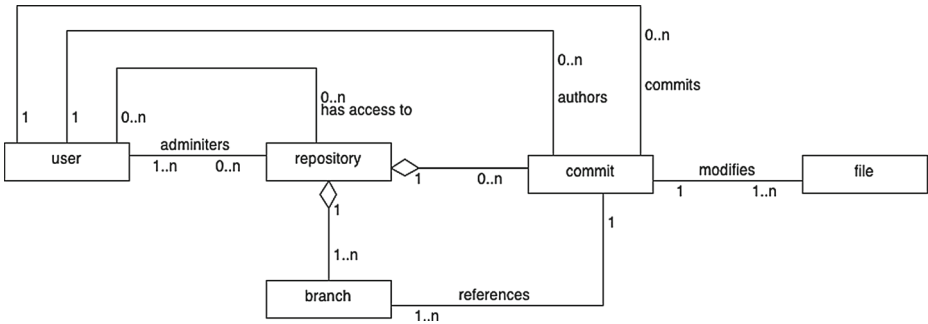 0..n
0..n
commits
authors
0..n
has access to
1
1
0..n
adminiters
user
repository
commit
modifies
file
1..n
0..n
1
0..n
1
1..n
1
1
1..n
branch
references
1..n